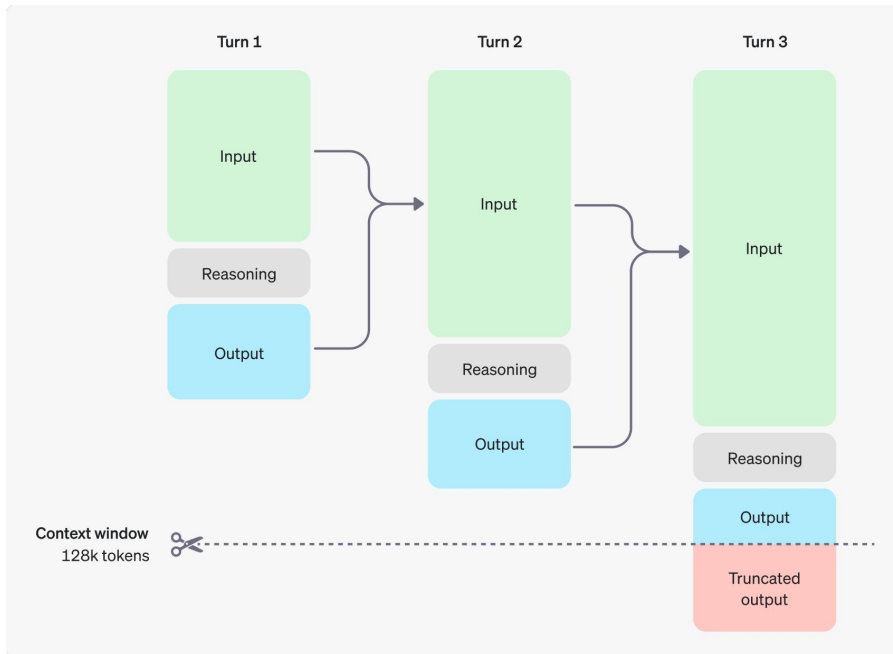 Turn 1
Turn 2
Turn 3
Input
Reasoning
Output
Input
Reasoning
Output
Input
Reasoning
Output
Context window
128k tokens
Truncated
output